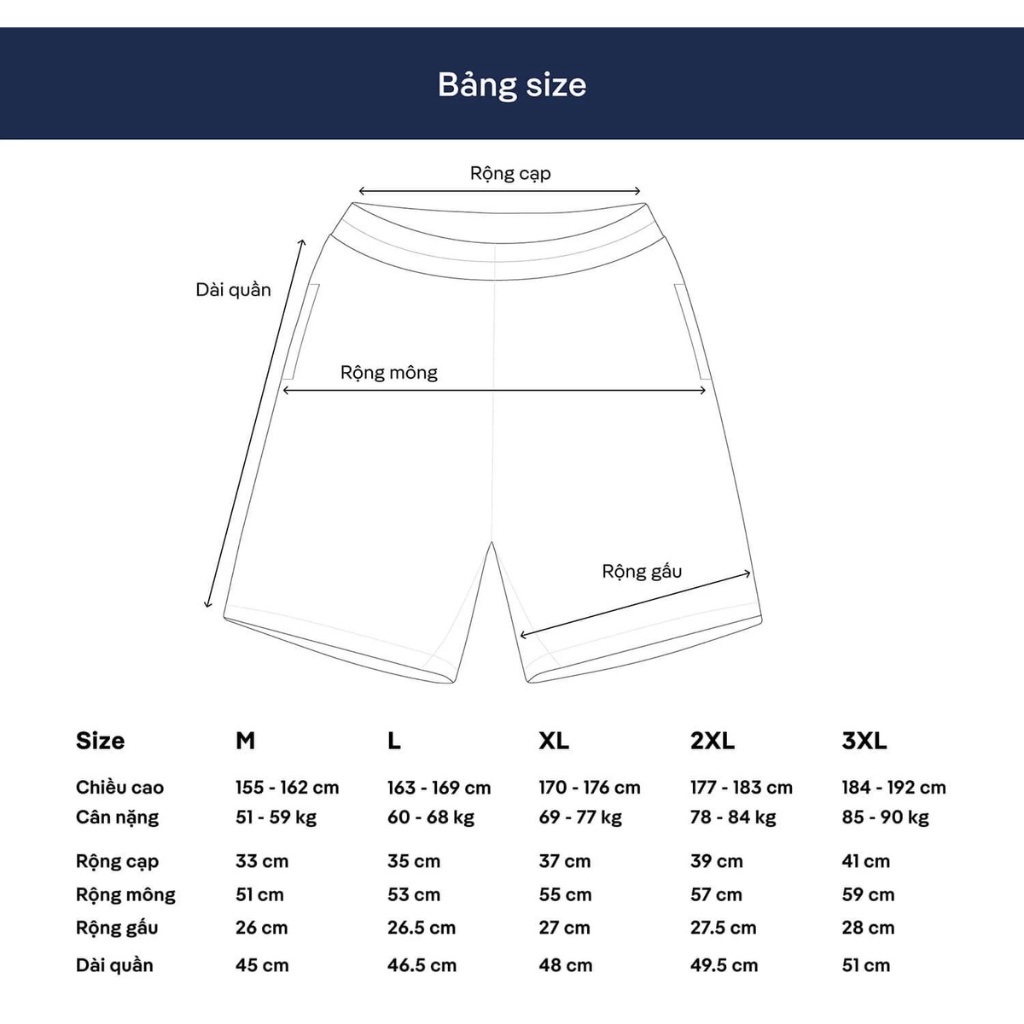 Bảng size
Rộng cạp
Dài quần
Rộng mông
Rộng gấu
Size M L XL 2XL 3XL
Chiều cao 155 - 162 cm 163 - 169 cm 170 - 176 cm 177 - 183 cm 184 - 192 cm
Cân nặng 51 - 59 kg 60 - 68 kg 69 - 77 kg 78 - 84 kg 85 - 90 kg
Rộng cạp 33 cm 35 cm 37 cm 39 cm 41 cm
Rộng mông 51 cm 53 cm 55 cm 57 cm 59 cm
Rộng gấu 26 cm 26.5 cm 27 cm 27.5 cm 28 cm
Dài quần 45 cm 46.5 cm 48 cm 49.5 cm 51 cm